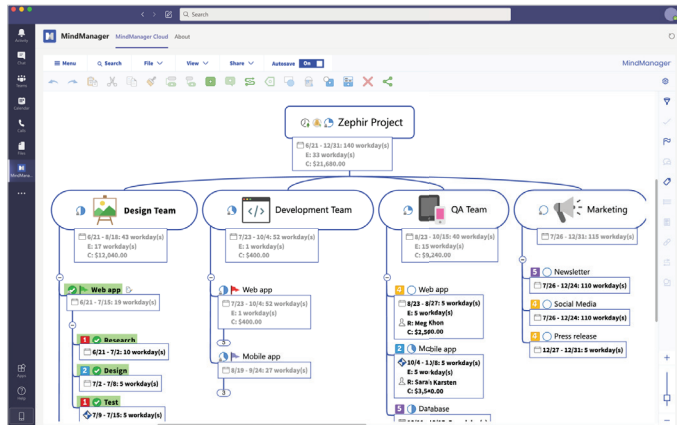 Search
MindManager
MindManager Cloud
About
Menu
Search
File
View
Share
Autosave
On
MindManager
Activity
Chat
Teams
Calendar
Calls
Files
MindMana...
Apps
Help
Zephir Project
6/21 - 12/31: 140 workday(s)
E: 33 workday(s)
C: $21,680.00
Design Team
6/21 - 8/18: 43 workday(s)
E: 17 workday(s)
C: $12,040.00
Web app
6/21 - 7/15: 19 workday(s)
1 Research
6/21 - 7/2: 10 workday(s)
2 Design
7/2 - 7/8: 5 workday(s)
1 Test
7/9 - 7/15: 5 workday(s)
Development Team
7/23 - 10/4: 52 workday(s)
E: 1 workday(s)
C: $400.00
Web app
7/23 - 10/4: 52 workday(s)
E: 1 workday(s)
C: $400.00
Mobile app
8/19 - 9/24: 27 workday(s)
3
QA Team
8/23 - 10/15: 40 workday(s)
E: 15 workday(s)
C: $9,240.00
4 Web app
8/23 - 8/27: 5 workday(s)
E: 5 workday(s)
R: Meg Khon
C: $2,500.00
2 Mobile app
E: 5 workday(s)
R: Sara's Karsten
C: $3,540.00
5 Database
Marketing
7/26 - 12/31: 115 workday(s)
5 Newsletter
7/26 - 12/24: 110 workday(s)
4 Social Media
7/26 - 12/24: 110 workday(s)
4 Press release
12/27 - 12/31: 5 workday(s)